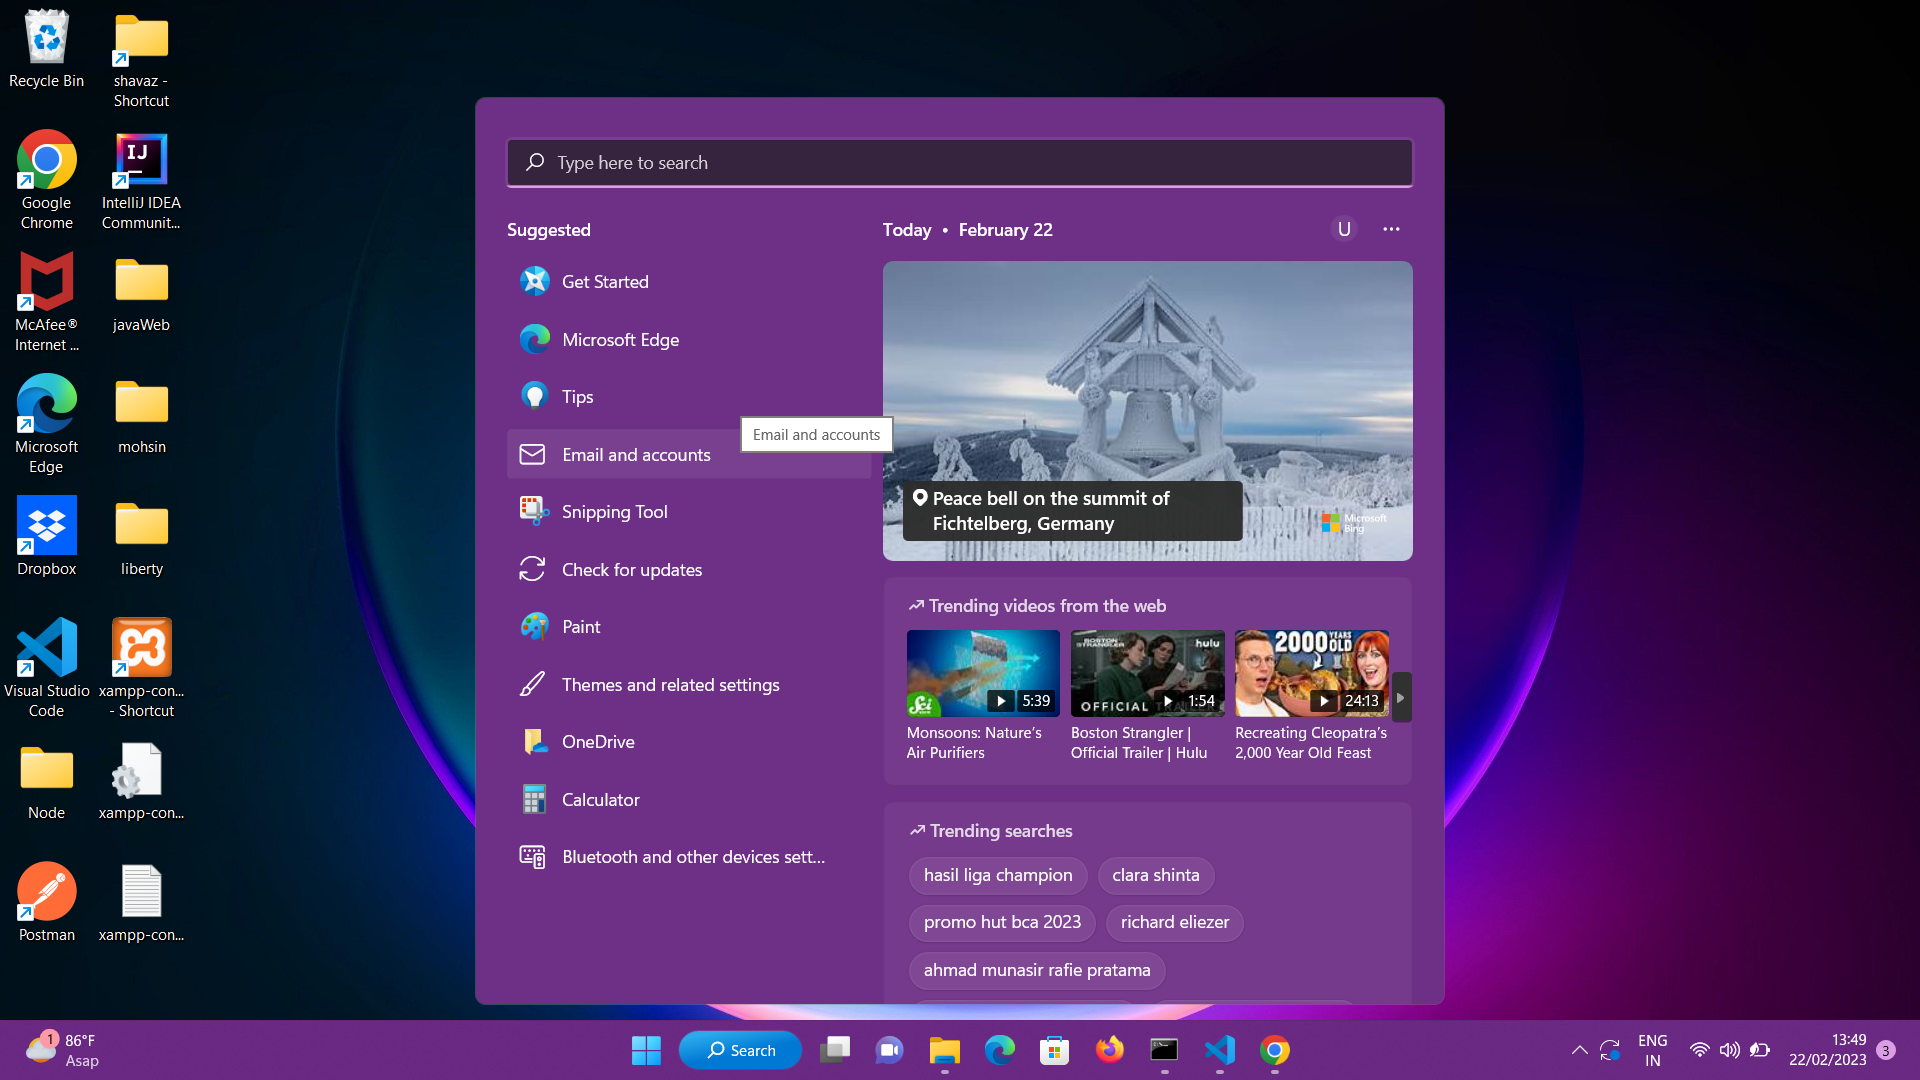 Recycle Bin
shavaz -
Shortcut
Google
Chrome
IJ
IntelliJ IDEA
Communit...
McAfee®
Internet ...
javaWeb
Microsoft
Edge
mohsin
Dropbox
liberty
Visual Studio
Code
xampp-con...
- Shortcut
Node
xampp-con...
Postman
xampp-con...
Type here to search
Suggested
Get Started
Microsoft Edge
Tips
Email and accounts
Email and accounts
Snipping Tool
Check for updates
Paint
Themes and related settings
OneDrive
Calculator
Bluetooth and other devices sett...
Today • February 22
U
Peace bell on the summit of
Fichtelberg, Germany
Microsoft
Bing
Trending videos from the web
Sci
5:39
BOSTON
STRANGLER
hulu
OFFICIAL TRAILER
1:54
2000 YEARS
OLD
24:13
Monsoons: Nature's
Air Purifiers
Boston Strangler |
Official Trailer | Hulu
Recreating Cleopatra's
2,000 Year Old Feast
Trending searches
hasil liga champion
clara shinta
promo hut bca 2023
richard eliezer
ahmad munasir rafie pratama
1
86°F
Asap
Search
ENG
IN
13:49
22/02/2023
3